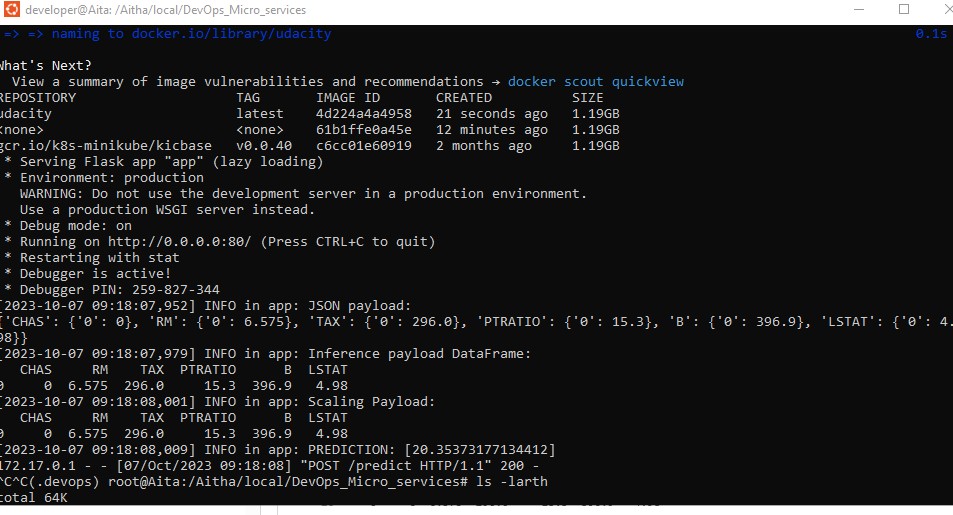 developer@Aita: /Aitha/local/DevOps_Micro_services
=> => naming to docker.io/library/udacity 0.1s
What's Next?
View a summary of image vulnerabilities and recommendations → docker scout quickview
REPOSITORY TAG IMAGE ID CREATED SIZE
udacity latest 4d224a4a4958 21 seconds ago 1.19GB
<none> <none> 61b1ffe0a45e 12 minutes ago 1.19GB
gcr.io/k8s-minikube/kicbase v0.0.40 c6cc01e60919 2 months ago 1.19GB
* Serving Flask app "app" (lazy loading)
* Environment: production
WARNING: Do not use the development server in a production environment.
Use a production WSGI server instead.
* Debug mode: on
* Running on http://0.0.0.0:80/ (Press CTRL+C to quit)
* Restarting with stat
* Debugger is active!
* Debugger PIN: 259-827-344
[2023-10-07 09:18:07,952] INFO in app: JSON payload:
{'CHAS': {'0': 0}, 'RM': {'0': 6.575}, 'TAX': {'0': 296.0}, 'PTRATIO': {'0': 15.3}, 'B': {'0': 396.9}, 'LSTAT': {'0': 4.
98}}
[2023-10-07 09:18:07,979] INFO in app: Inference payload DataFrame:
CHAS RM TAX PTRATIO B LSTAT
0 0 6.575 296.0 15.3 396.9 4.98
[2023-10-07 09:18:08,001] INFO in app: Scaling Payload:
CHAS RM TAX PTRATIO B LSTAT
0 0 6.575 296.0 15.3 396.9 4.98
[2023-10-07 09:18:08,009] INFO in app: PREDICTION: [20.35373177134412]
172.17.0.1 - - [07/Oct/2023 09:18:08] "POST /predict HTTP/1.1" 200 -
^C^C(.devops) root@Aita:/Aitha/local/DevOps_Micro_services# ls -larth
total 64K